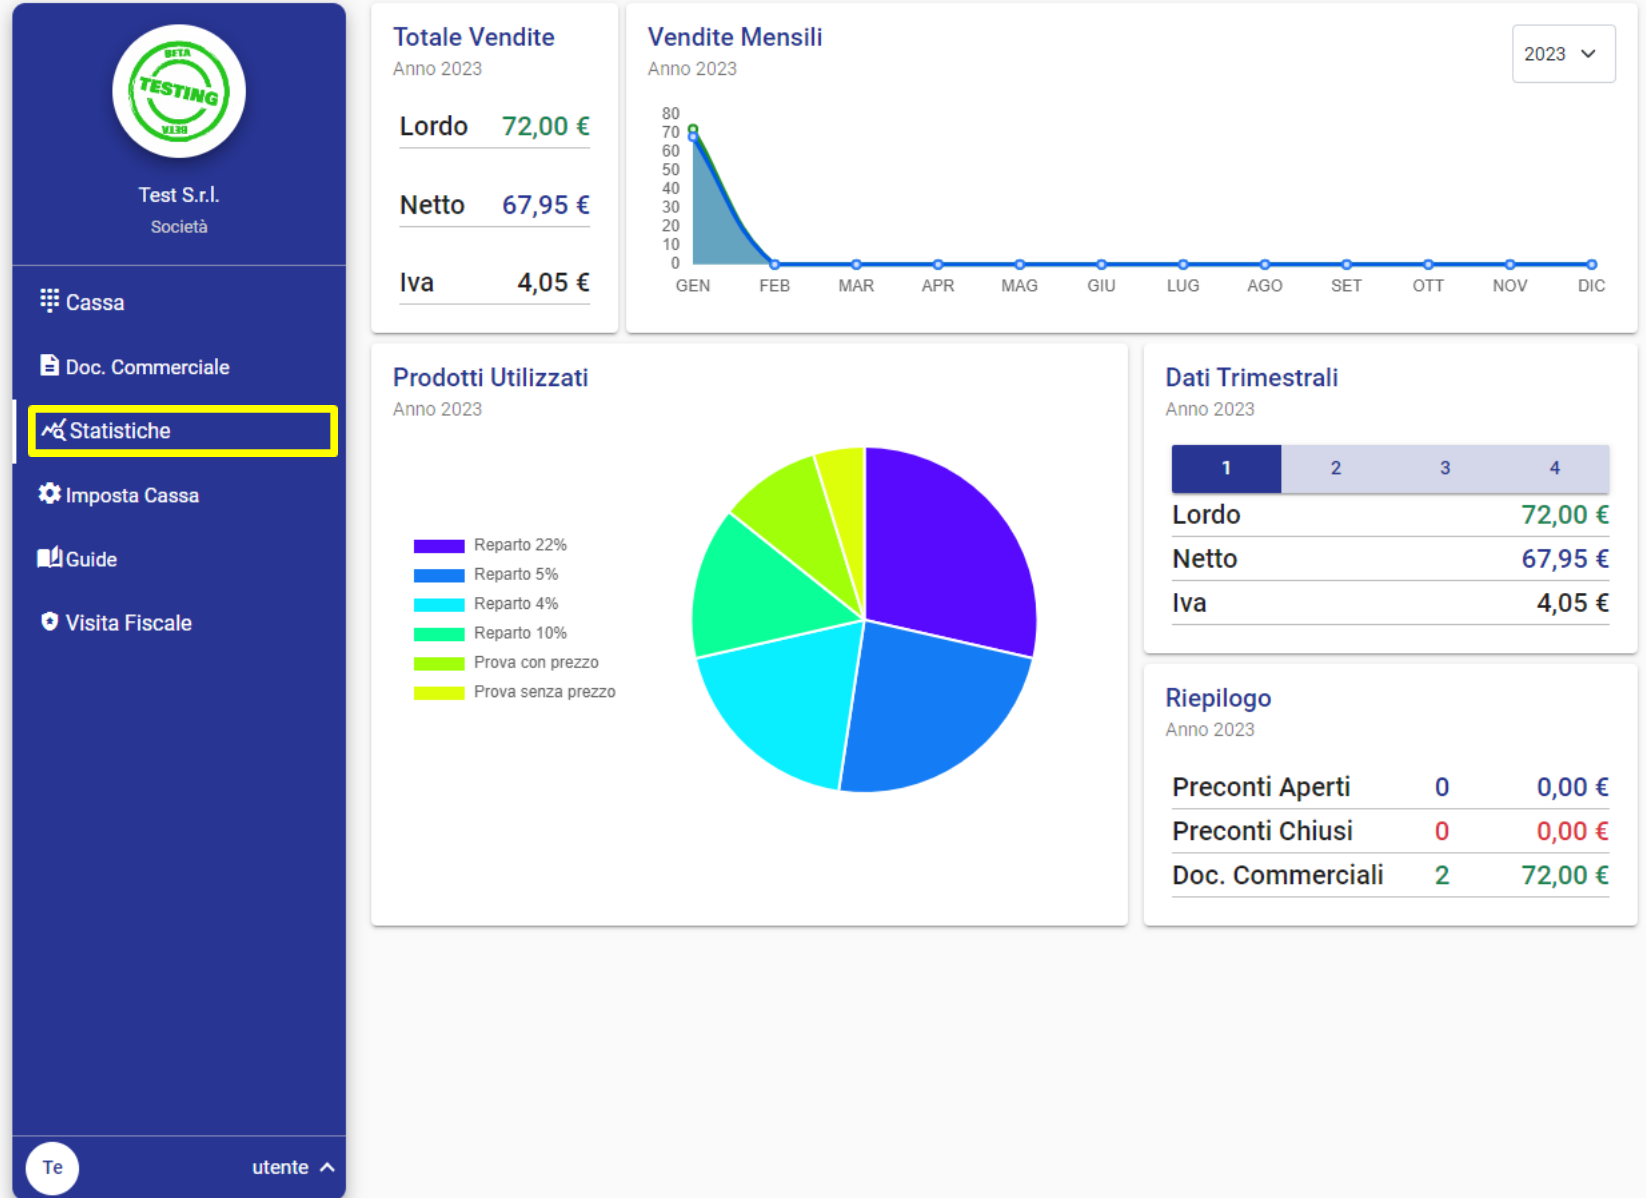 BETA
TESTING
BETA
Test S.r.l.
Società
Cassa
Doc. Commerciale
Statistiche
Imposta Cassa
Guide
Visita Fiscale
Te
utente
Totale Vendite
Anno 2023
Lordo 72,00 €
Netto 67,95 €
Iva 4,05 €
Vendite Mensili
Anno 2023
2023
80
70
60
50
40
30
20
10
0
GEN FEB MAR APR MAG GIU LUG AGO SET OTT NOV DIC
Prodotti Utilizzati
Anno 2023
Reparto 22%
Reparto 5%
Reparto 4%
Reparto 10%
Prova con prezzo
Prova senza prezzo
Dati Trimestrali
Anno 2023
1 2 3 4
Lordo 72,00 €
Netto 67,95 €
Iva 4,05 €
Riepilogo
Anno 2023
Preconti Aperti 0 0,00 €
Preconti Chiusi 0 0,00 €
Doc. Commerciali 2 72,00 €